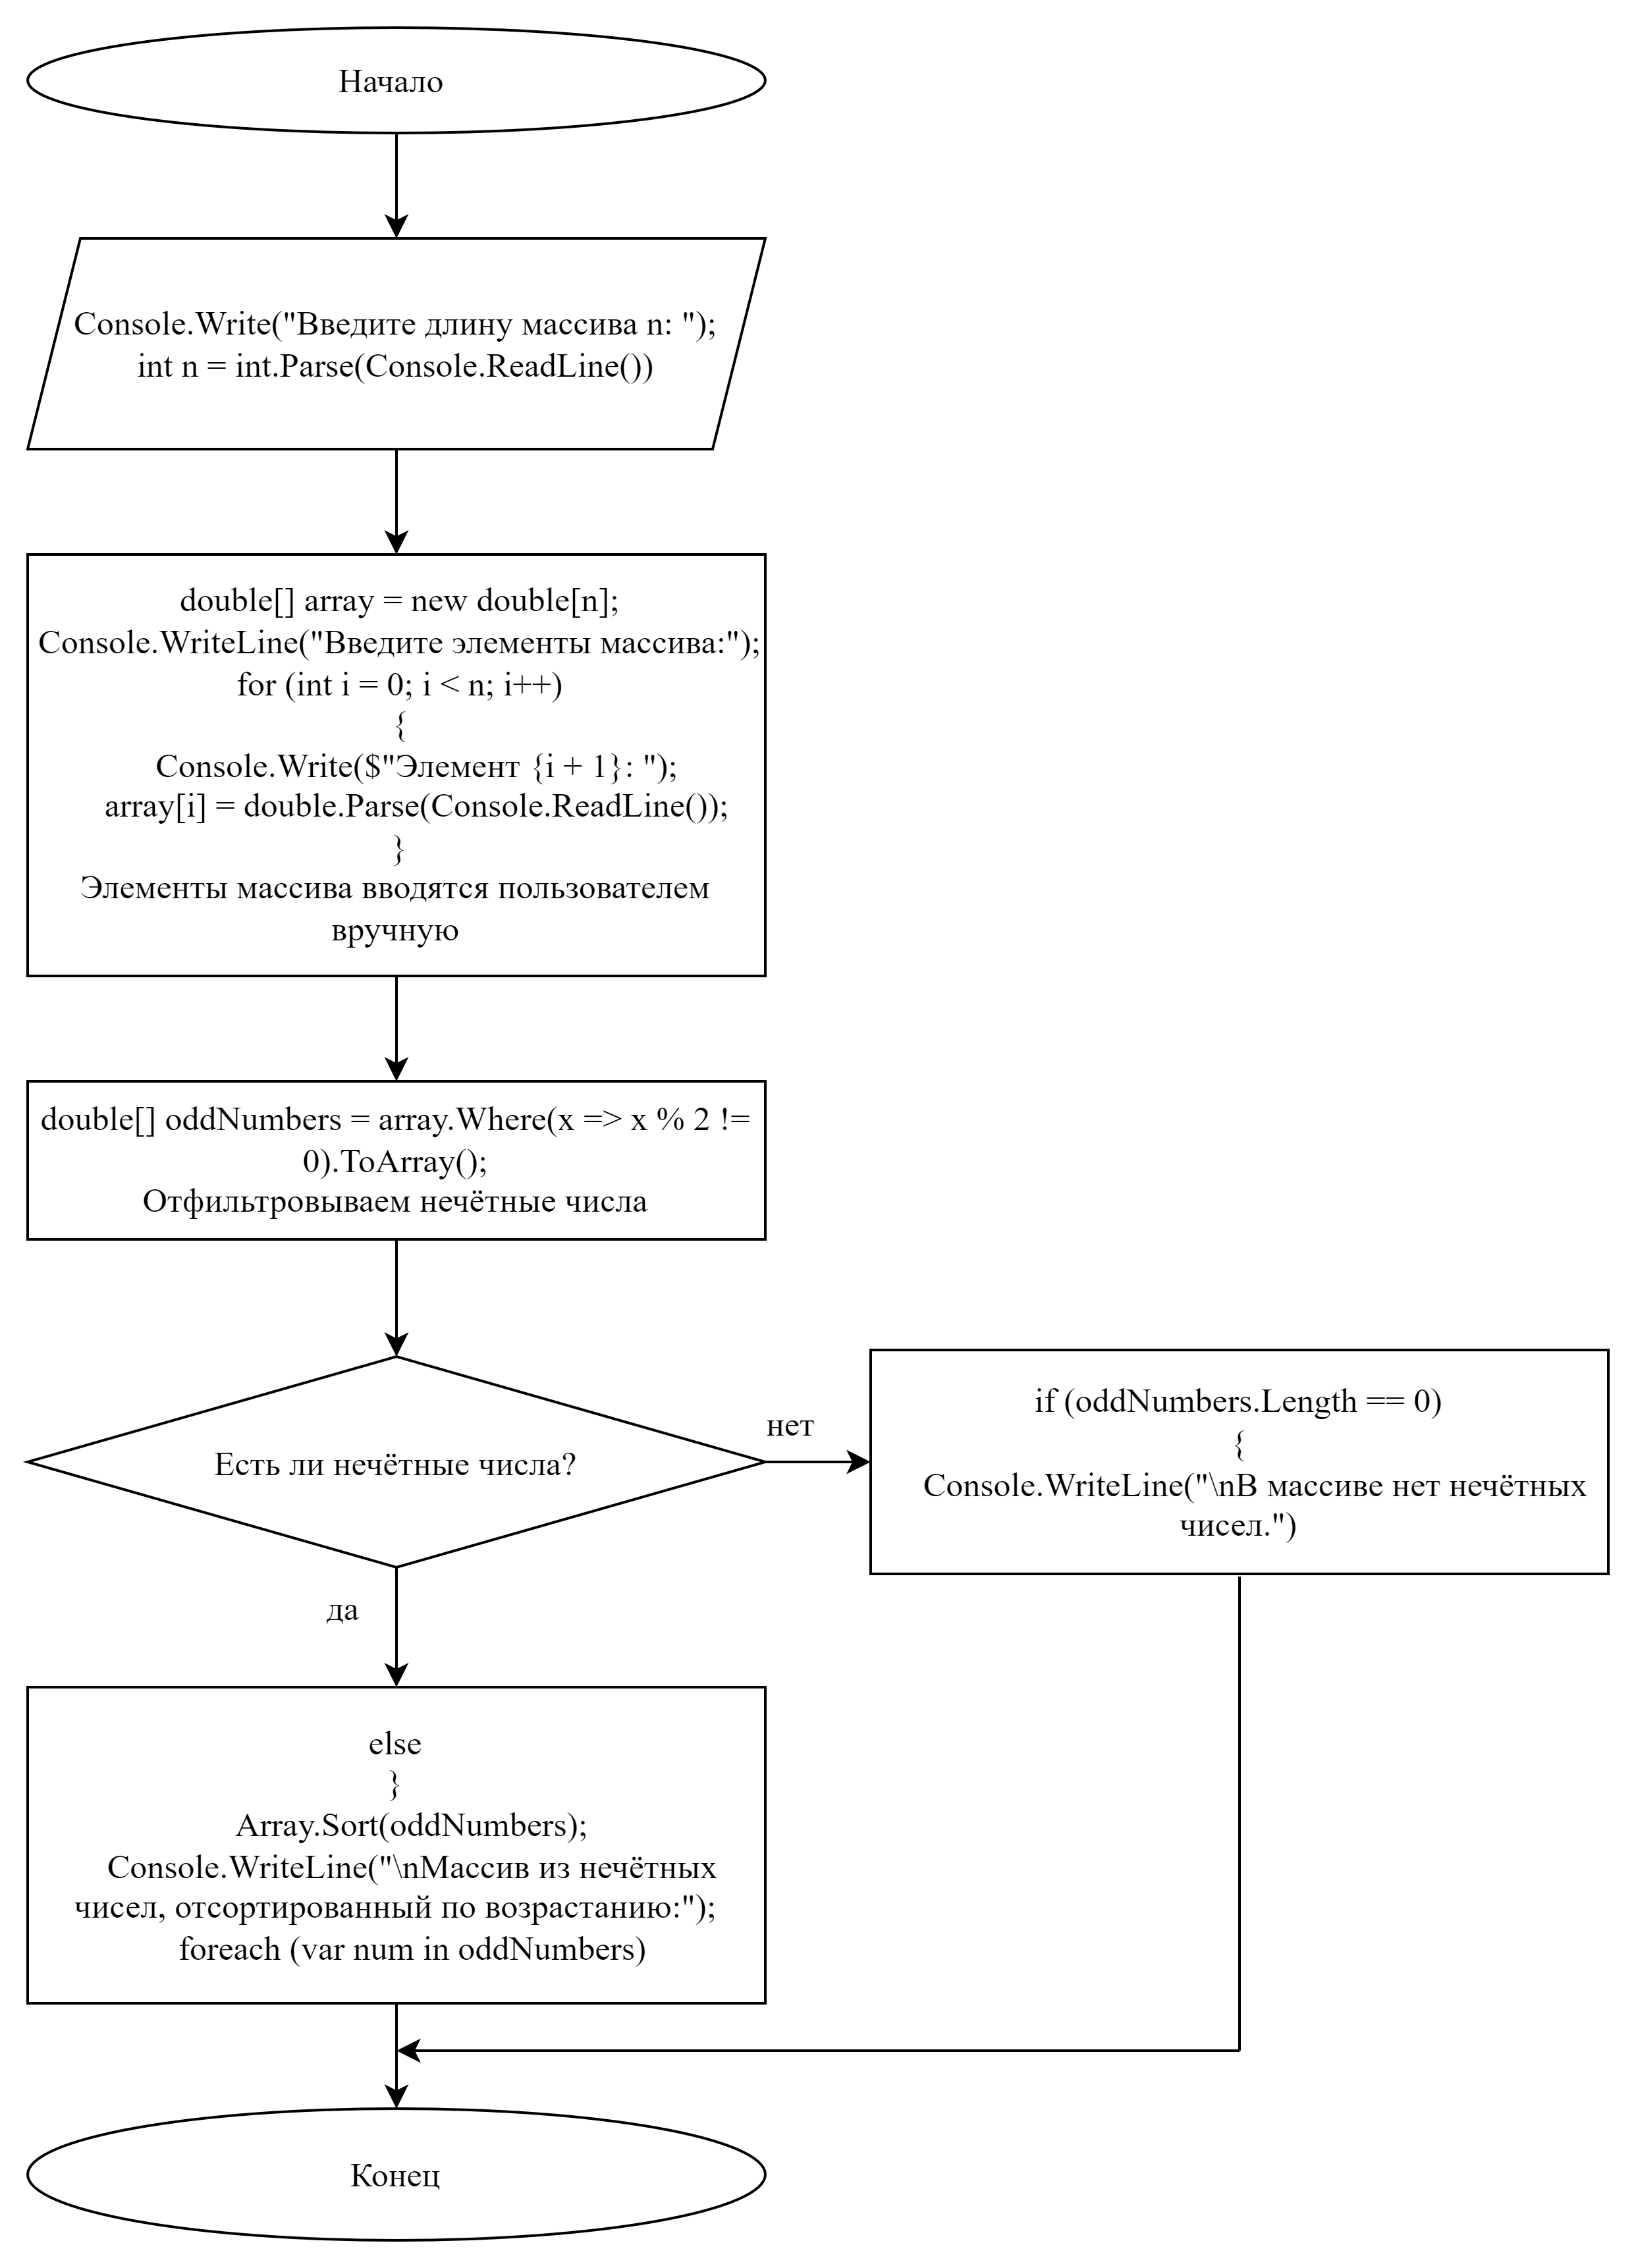 Начало
Console.Write("Введите длину массива n: ");
int n = int.Parse(Console.ReadLine())
double[] array = new double[n];
Console.WriteLine("Введите элементы массива:");
for (int i = 0; i < n; i++)
{
Console.Write($"Элемент {i + 1}: ");
array[i] = double.Parse(Console.ReadLine());
}
Элементы массива вводятся пользователем
вручную
double[] oddNumbers = array.Where(x => x % 2 !=
0).ToArray();
Отфильтровываем нечётные числа
Есть ли нечётные числа?
нет
if (oddNumbers.Length == 0)
{
Console.WriteLine("\nВ массиве нет нечётных
чисел.")
да
else
}
Array.Sort(oddNumbers);
Console.WriteLine("\nМассив из нечётных
чисел, отсортированный по возрастанию:");
foreach (var num in oddNumbers)
Конец